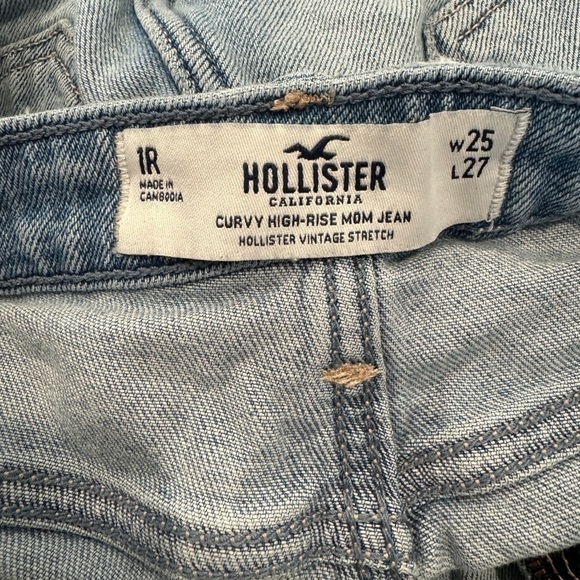 1R
MADE IN
CAMBODIA
HOLLISTER
CALIFORNIA
CURVY HIGH-RISE MOM JEAN
HOLLISTER VINTAGE STRETCH
W25
L27